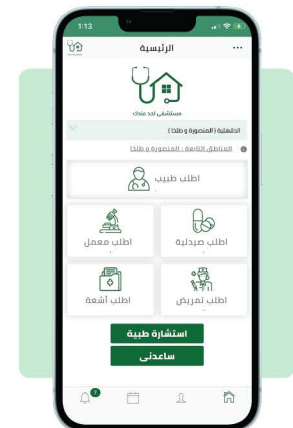 1:13
الرئيسية
مستشفى لحد عندك
الدقهلية (المنصورة و طلخا)
المناطق التابعة : المنصورة و طلخا
اطلب طبيب
اطلب صيدلية
اطلب معمل
اطلب تمريض
اطلب أشعة
استشارة طبية
ساعدنى